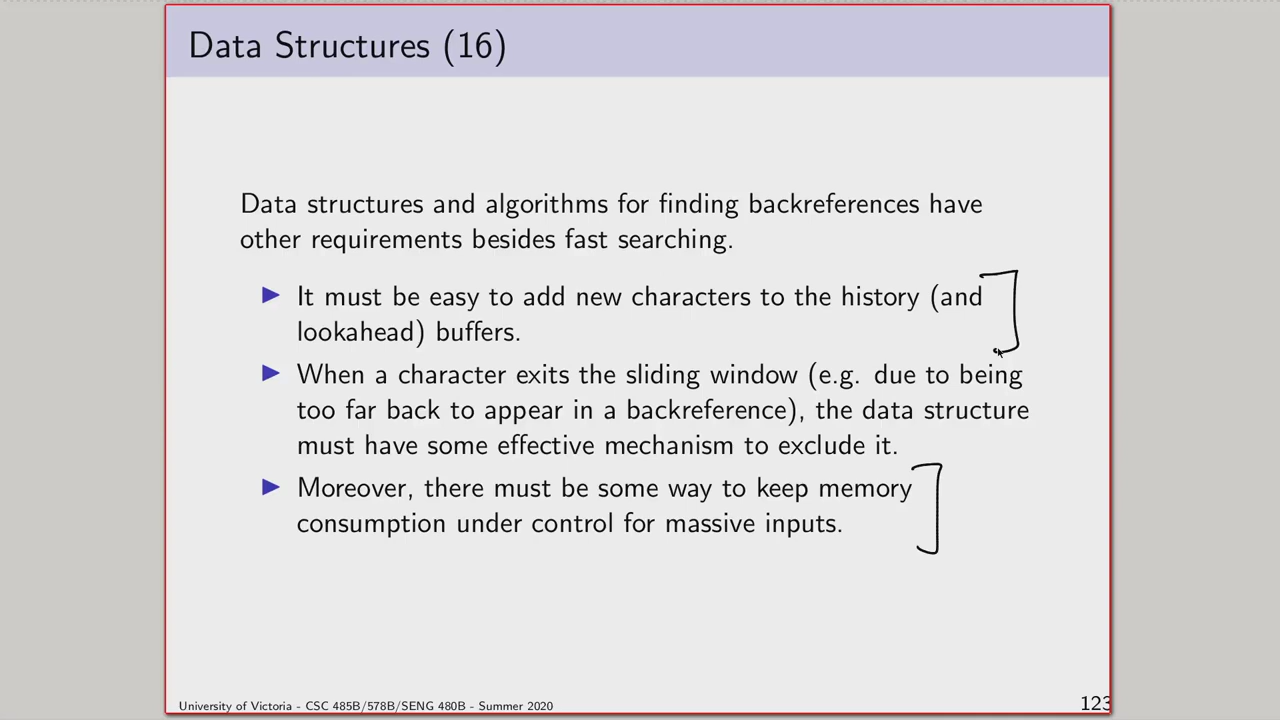 Data Structures (16)
Data structures and algorithms for finding backreferences have
other requirements besides fast searching.
▶ It must be easy to add new characters to the history (and
lookahead) buffers.
▶ When a character exits the sliding window (e.g. due to being
too far back to appear in a backreference), the data structure
must have some effective mechanism to exclude it.
▶ Moreover, there must be some way to keep memory
consumption under control for massive inputs.
University of Victoria - CSC 485B/578B/SENG 480B - Summer 2020
123